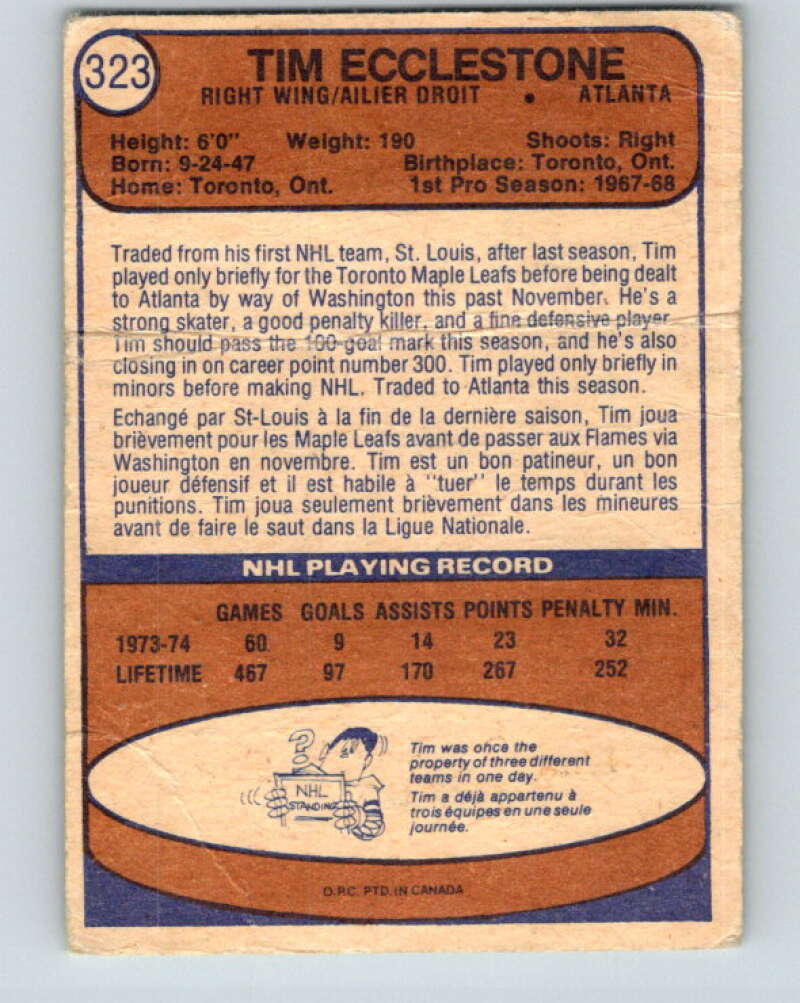 323
TIM ECCLESTONE
RIGHT WING/AILIER DROIT • ATLANTA
Height: 6'0" Weight: 190 Shoots: Right
Born: 9-24-47 Birthplace: Toronto, Ont.
Home: Toronto, Ont. 1st Pro Season: 1967-68
Traded from his first NHL team, St. Louis, after last season, Tim
played only briefly for the Toronto Maple Leafs before being dealt
to Atlanta by way of Washington this past November. He's a
strong skater, a good penalty killer, and a fine defensive player.
Tim should pass the 100-goal mark this season, and he's also
closing in on career point number 300. Tim played only briefly in
minors before making NHL. Traded to Atlanta this season.
Echangé par St-Louis à la fin de la dernière saison, Tim joua
brièvement pour les Maple Leafs avant de passer aux Flames via
Washington en novembre. Tim est un bon patineur, un bon
joueur défensif et il est habile à "tuer" le temps durant les
punitions. Tim joua seulement brièvement dans les mineures
avant de faire le saut dans la Ligue Nationale.
NHL PLAYING RECORD
GAMES GOALS ASSISTS POINTS PENALTY MIN.
1973-74 60 9 14 23 32
LIFETIME 467 97 170 267 252
?
NHL
STANDING
Tim was once the
property of three different
teams in one day.
Tim a déjà appartenu à
trois équipes en une seule
journée.
O.P.C. PTD. IN CANADA